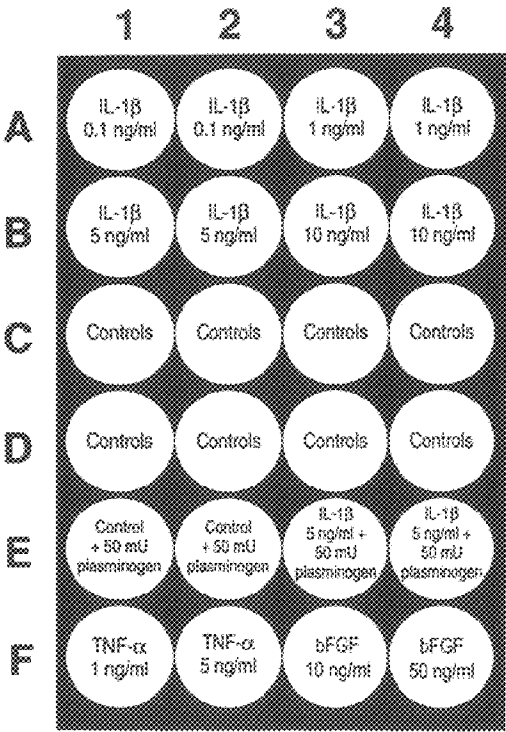 1 2 3 4
A
IL-1β IL-1β IL-1β IL-1β
0.1 ng/ml 0.1 ng/ml 1 ng/ml 1 ng/ml
B
IL-1β IL-1β IL-1β IL-1β
5 ng/ml 5 ng/ml 10 ng/ml 10 ng/ml
C
Controls Controls Controls Controls
D
Controls Controls Controls Controls
E
Control Control IL-1β IL-1β
+ 50 mU + 50 mU 5 ng/ml + 5 ng/ml +
plasminogen plasminogen 50 mU 50 mU
plasminogen plasminogen
F
TNF-α TNF-α bFGF bFGF
1 ng/ml 5 ng/ml 10 ng/ml 50 ng/ml